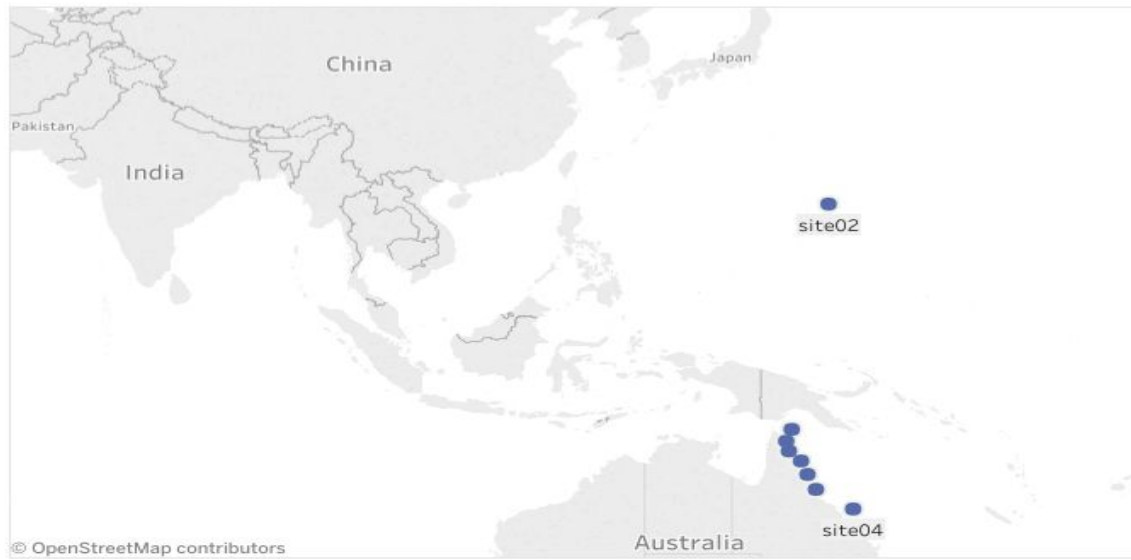 China
Japan
Pakistan
India
site02
site04
Australia
© OpenStreetMap contributors